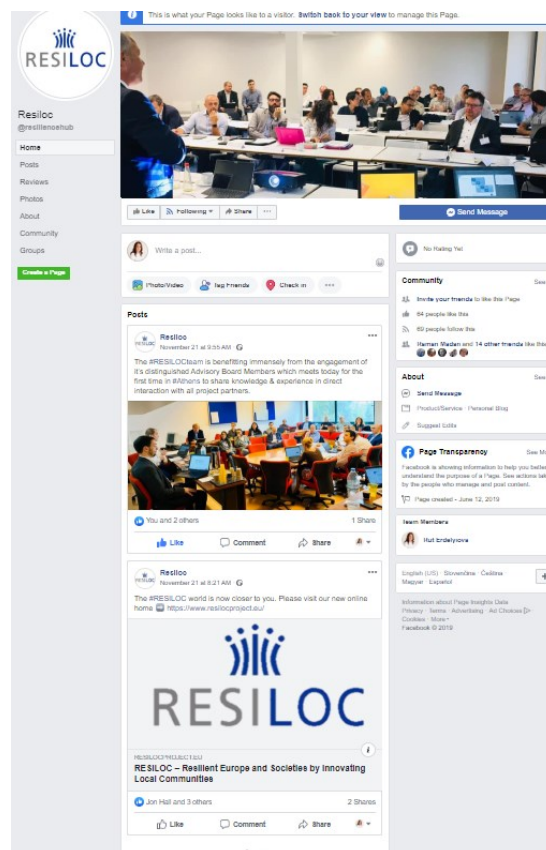 This is what your Page looks like to a visitor. Switch back to your view to manage this Page.
RESILOC
Resiloc
@resiliencehub
Home
Posts
Reviews
Photos
About
Community
Groups
Create a Page
Like
Following
Share
Send Message
Write a post...
Photo/Video
Tag Friends
Check in
Posts
Resiloc
November 21 at 9:55 AM
The #RESILOCteam is benefitting immensely from the engagement of
it's distinguished Advisory Board Members which meets today for the
first time in #Athens to share knowledge & experience in direct
interaction with all project partners.
You and 2 others
1 Share
Like
Comment
Share
Resiloc
November 21 at 8:21 AM
The #RESILOC world is now closer to you. Please visit our new online
home https://www.resilocproject.eu/
RESILOC
RESILOCPROJECT.EU
RESILOC – Resilient Europe and Societies by Innovating
Local Communities
Jon Hall and 3 others
2 Shares
Like
Comment
Share
No Rating Yet
Community
See
Invite your friends to like this Page
64 people like this
69 people follow this
and 14 other friends like this
About
See
Send Message
Product/Service · Personal Blog
Suggest Edits
Page Transparency
See Mo
Facebook is showing information to help you better
understand the purpose of a Page. See actions tak
by the people who manage and post content.
Page created - June 12, 2019
Team Members
Erdelyiova
English (US) · Slovenčina · Čeština ·
Magyar · Español
Information about Page Insights Data
Privacy · Terms · Advertising · Ad Choices
Cookies · More
Facebook © 2019